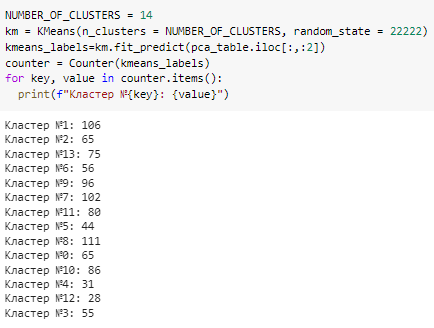 NUMBER_OF_CLUSTERS = 14
km = KMeans(n_clusters = NUMBER_OF_CLUSTERS, random_state = 22222)
kmeans_labels=km.fit_predict(pca_table.iloc[:,:2])
counter = Counter(kmeans_labels)
for key, value in counter.items():
  print(f"Кластер №{key}: {value}")
Кластер №1: 106
Кластер №2: 65
Кластер №13: 75
Кластер №6: 56
Кластер №9: 96
Кластер №7: 102
Кластер №11: 80
Кластер №5: 44
Кластер №8: 111
Кластер №0: 65
Кластер №10: 86
Кластер №4: 31
Кластер №12: 28
Кластер №3: 55